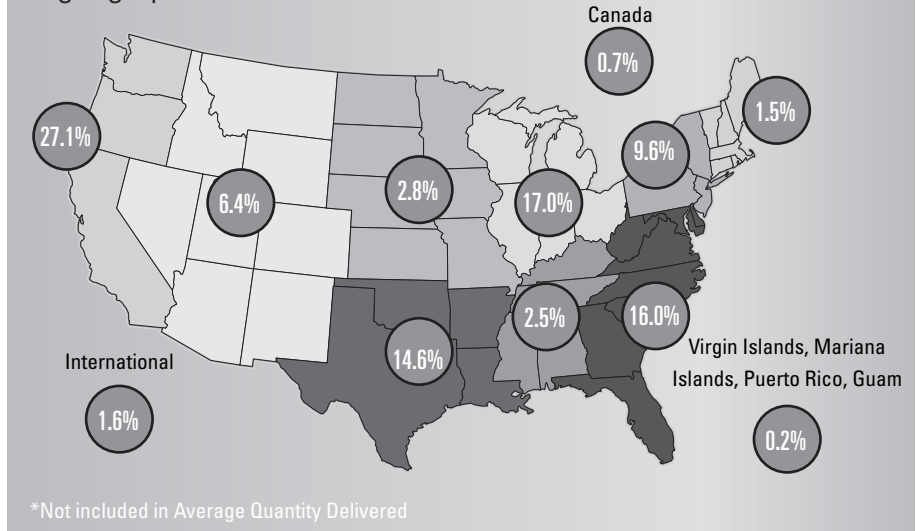 Canada
0.7%
1.5%
27.1%
9.6%
2.8%
6.4%
17.0%
2.5%
16.0%
14.6%
Virgin Islands, Mariana
Islands, Puerto Rico, Guam
International
1.6%
0.2%
*Not included in Average Quantity Delivered